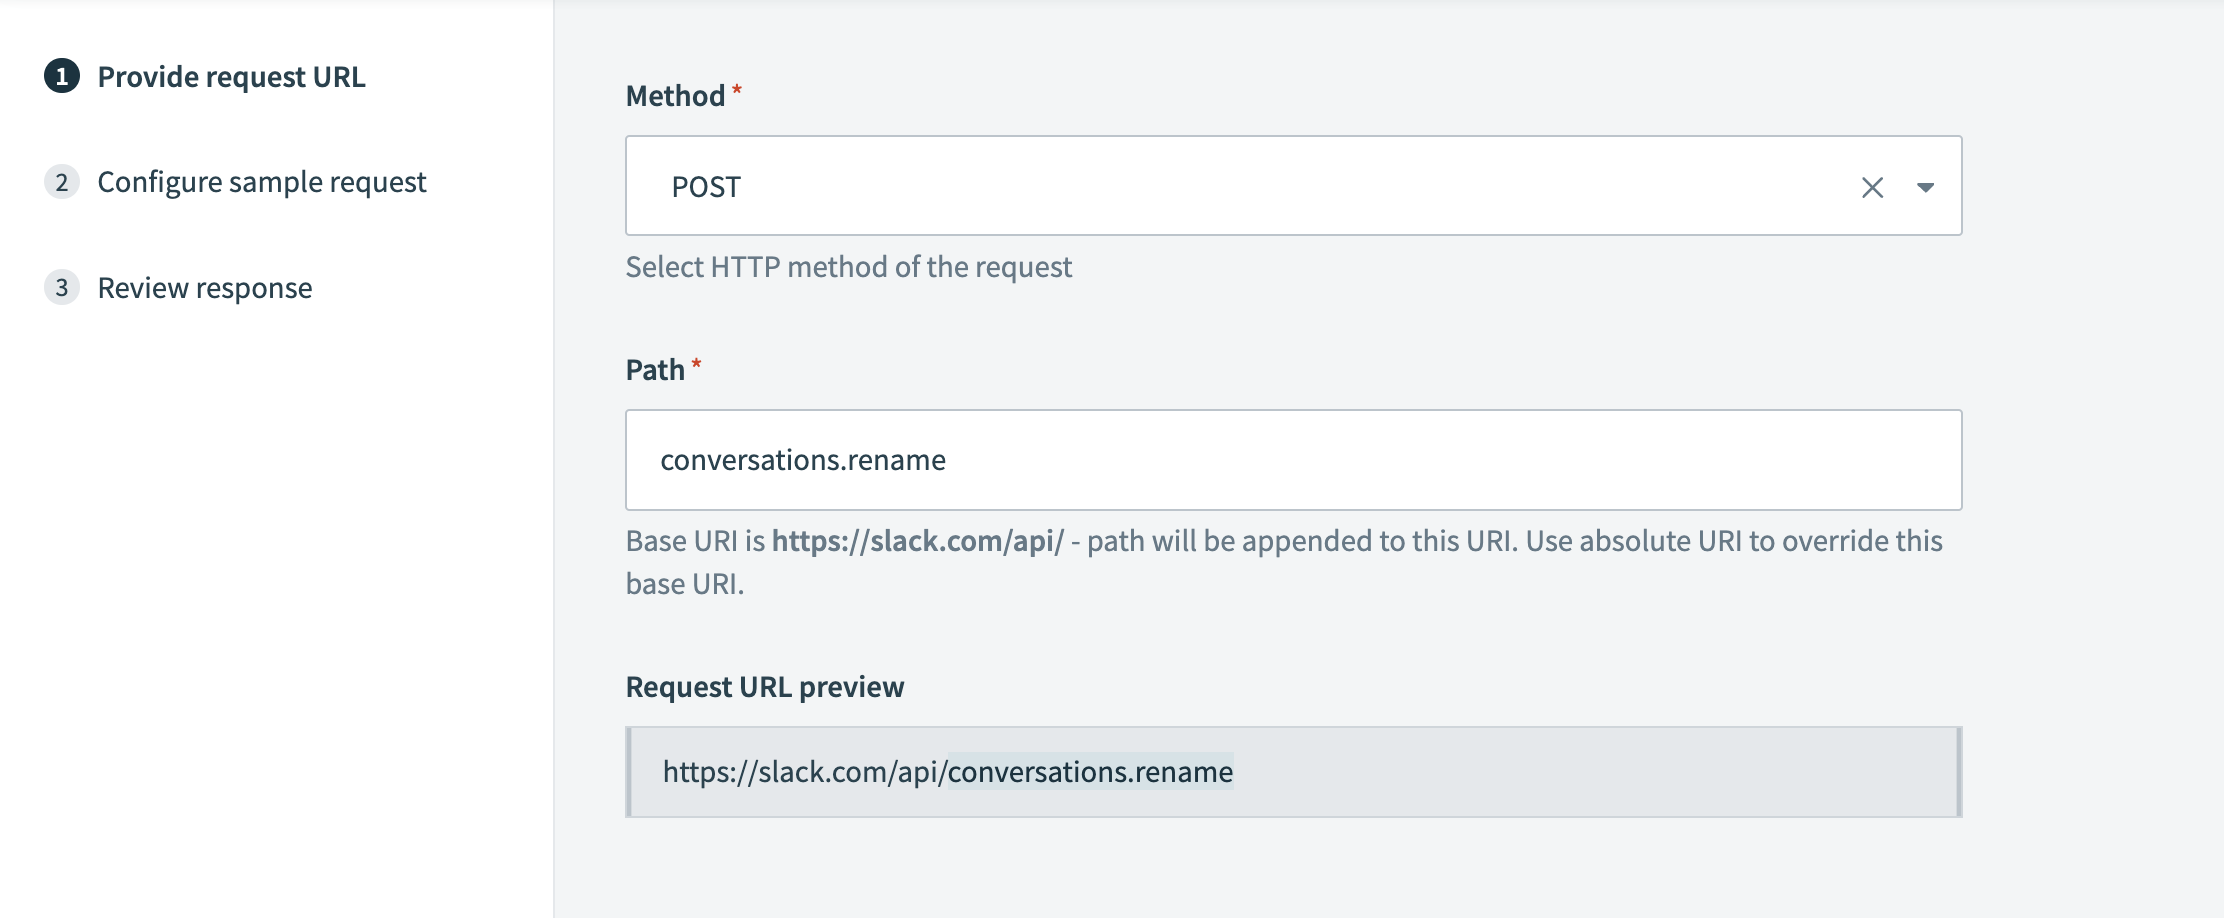 1 Provide request URL
2 Configure sample request
3 Review response
Method *
POST
Select HTTP method of the request
Path *
conversations.rename
Base URI is https://slack.com/api/ - path will be appended to this URI. Use absolute URI to override this
base URI.
Request URL preview
https://slack.com/api/conversations.rename